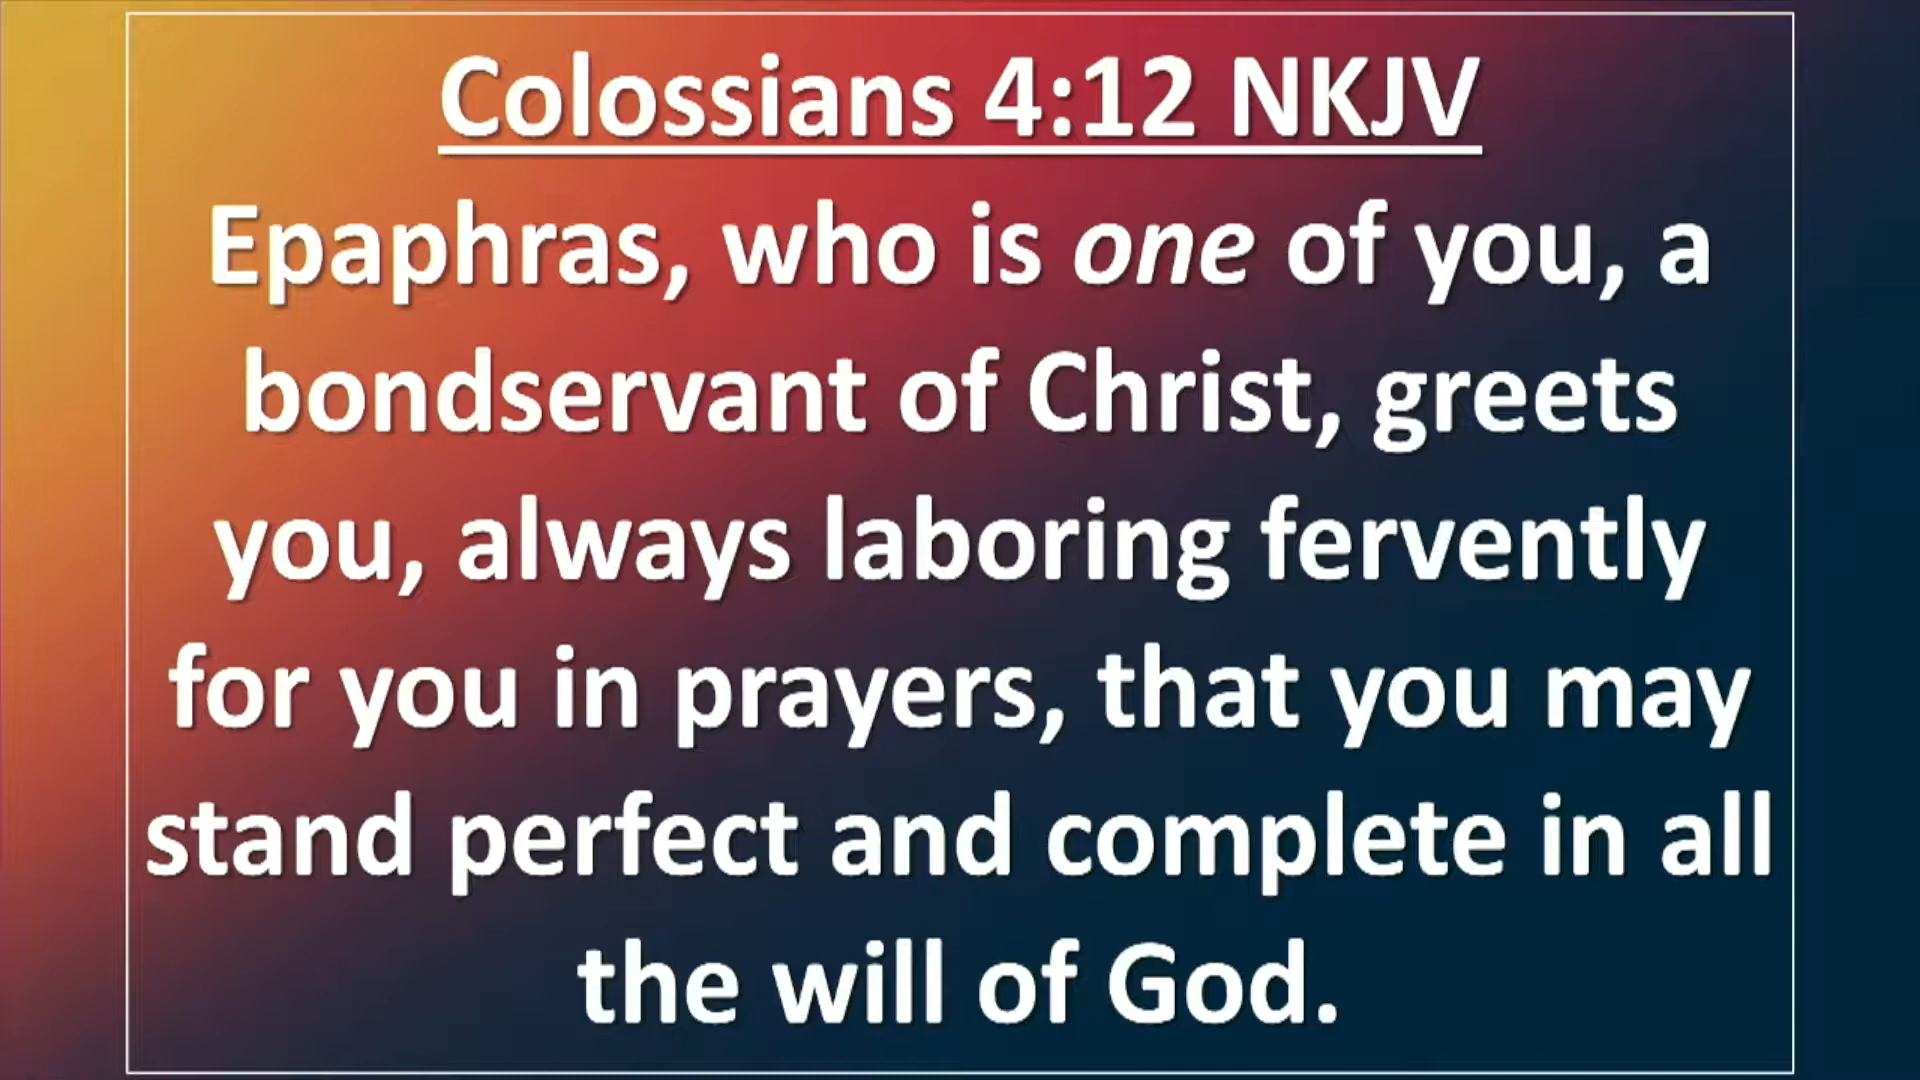 Colossians 4:12 NKJV
Epaphras, who is one of you, a
bondservant of Christ, greets
you, always laboring fervently
for you in prayers, that you may
stand perfect and complete in all
the will of God.